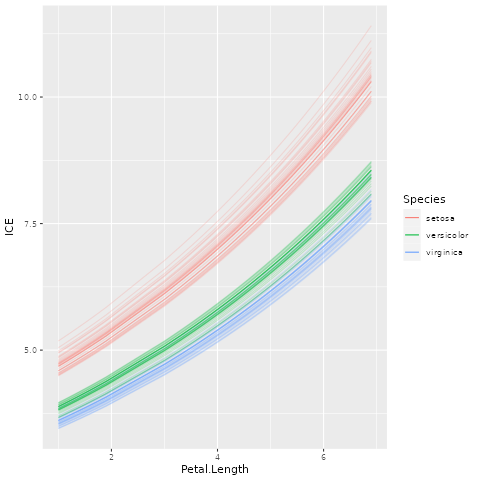 ICE
10.0
7.5
5.0
2
4
6
Petal.Length
Species
setosa
versicolor
virginica